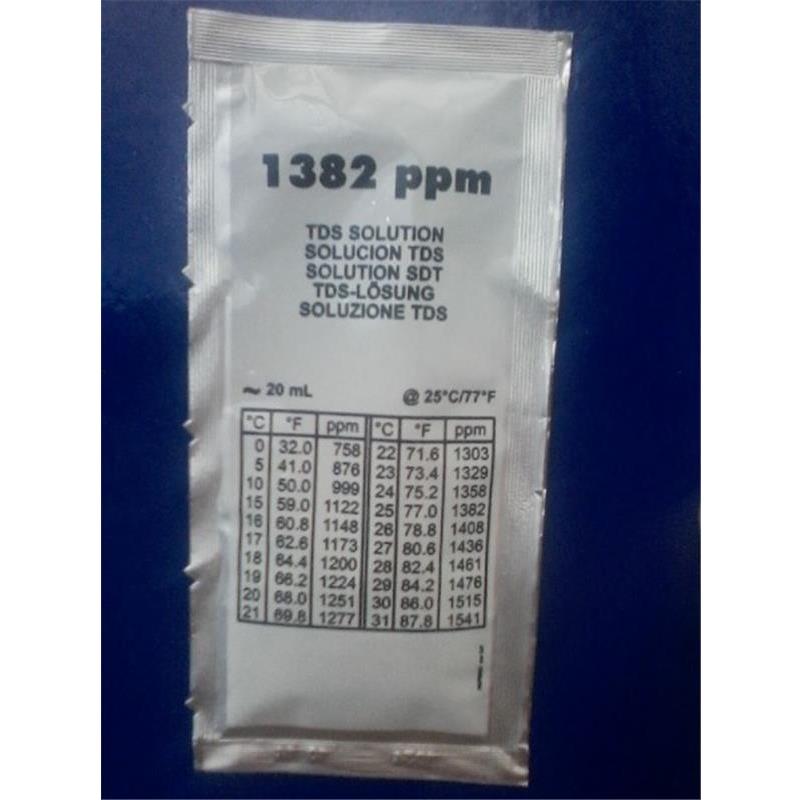 1382 ppm
TDS SOLUTION
SOLUCION TDS
SOLUTION SDT
TDS-LÖSUNG
SOLUZIONE TDS
~ 20 mL @ 25°C/77°F
°C °F ppm °C °F ppm
0 32.0 758 22 71.6 1303
5 41.0 876 23 73.4 1329
10 50.0 999 24 75.2 1358
15 59.0 1122 25 77.0 1382
16 60.8 1148 26 78.8 1408
17 62.6 1173 27 80.6 1436
18 64.4 1200 28 82.4 1461
19 66.2 1224 29 84.2 1476
20 68.0 1251 30 86.0 1515
21 69.8 1277 31 87.8 1541